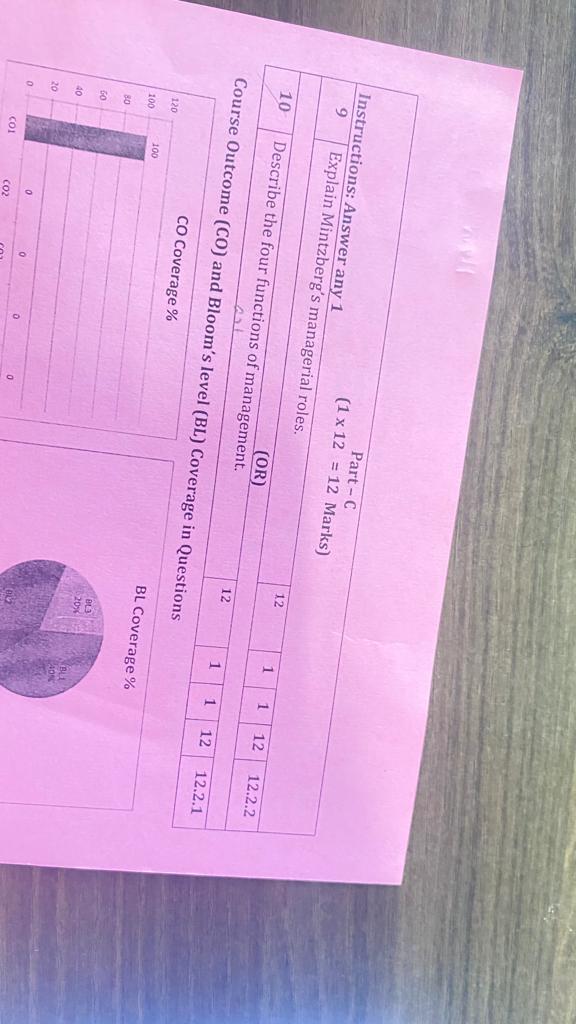 Part – C
Instructions: Answer any 1 (1 x 12 = 12 Marks)
9 Explain Mintzberg's managerial roles. 12 1 1 12 12.2.2
(OR)
10 Describe the four functions of management. 12 1 1 12 12.2.1
Course Outcome (CO) and Bloom's level (BL) Coverage in Questions
CO Coverage %
120
100
80
60
40
20
0
100
0
0
0
0
CO1
CO2
BL Coverage %
BL3
20%
BL1
40%
BL2